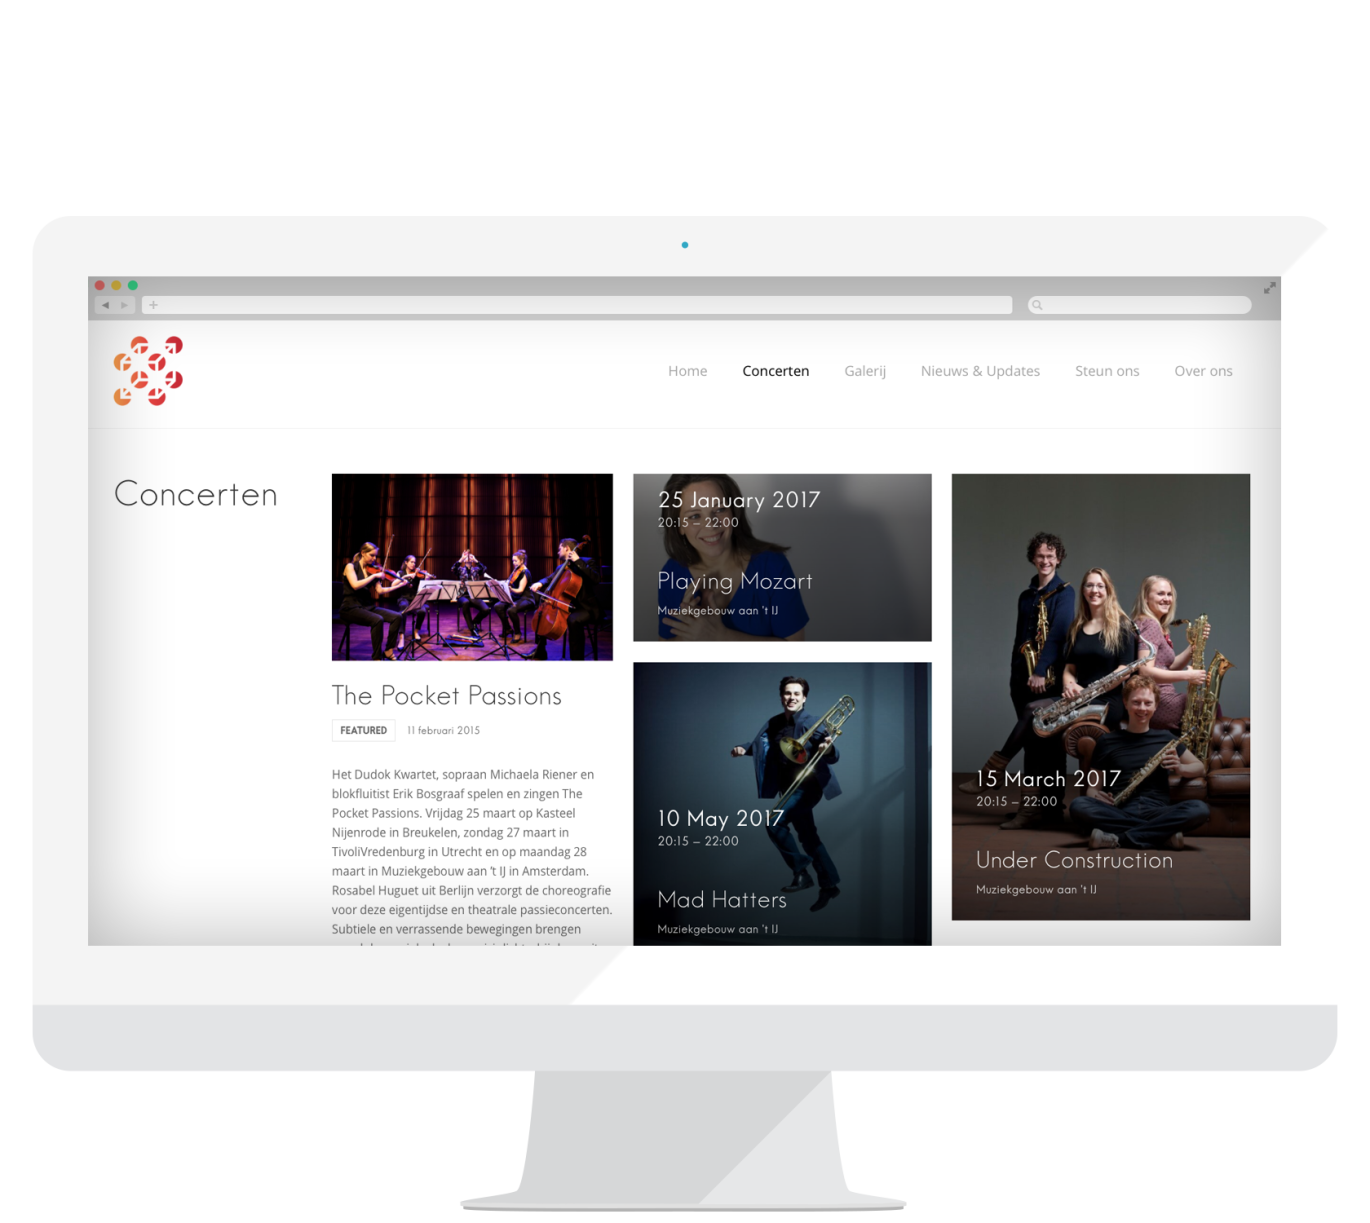 Home Concerten Galerij Nieuws & Updates Steun ons Over ons
Concerten
The Pocket Passions
FEATURED 11 februari 2015
Het Dudok Kwartet, sopraan Michaela Riener en
blokfluitist Erik Bosgraaf spelen en zingen The
Pocket Passions. Vrijdag 25 maart op Kasteel
Nijenrode in Breukelen, zondag 27 maart in
TivoliVredenburg in Utrecht en op maandag 28
maart in Muziekgebouw aan 't IJ in Amsterdam.
Rosabel Huguet uit Berlijn verzorgt de choreografie
voor deze eigentijdse en theatrale passieconcerten.
Subtiele en verrassende bewegingen brengen
25 January 2017
20:15 – 22:00
Playing Mozart
Muziekgebouw aan 't IJ
10 May 2017
20:15 – 22:00
Mad Hatters
Muziekgebouw aan 't IJ
15 March 2017
20:15 – 22:00
Under Construction
Muziekgebouw aan 't IJ